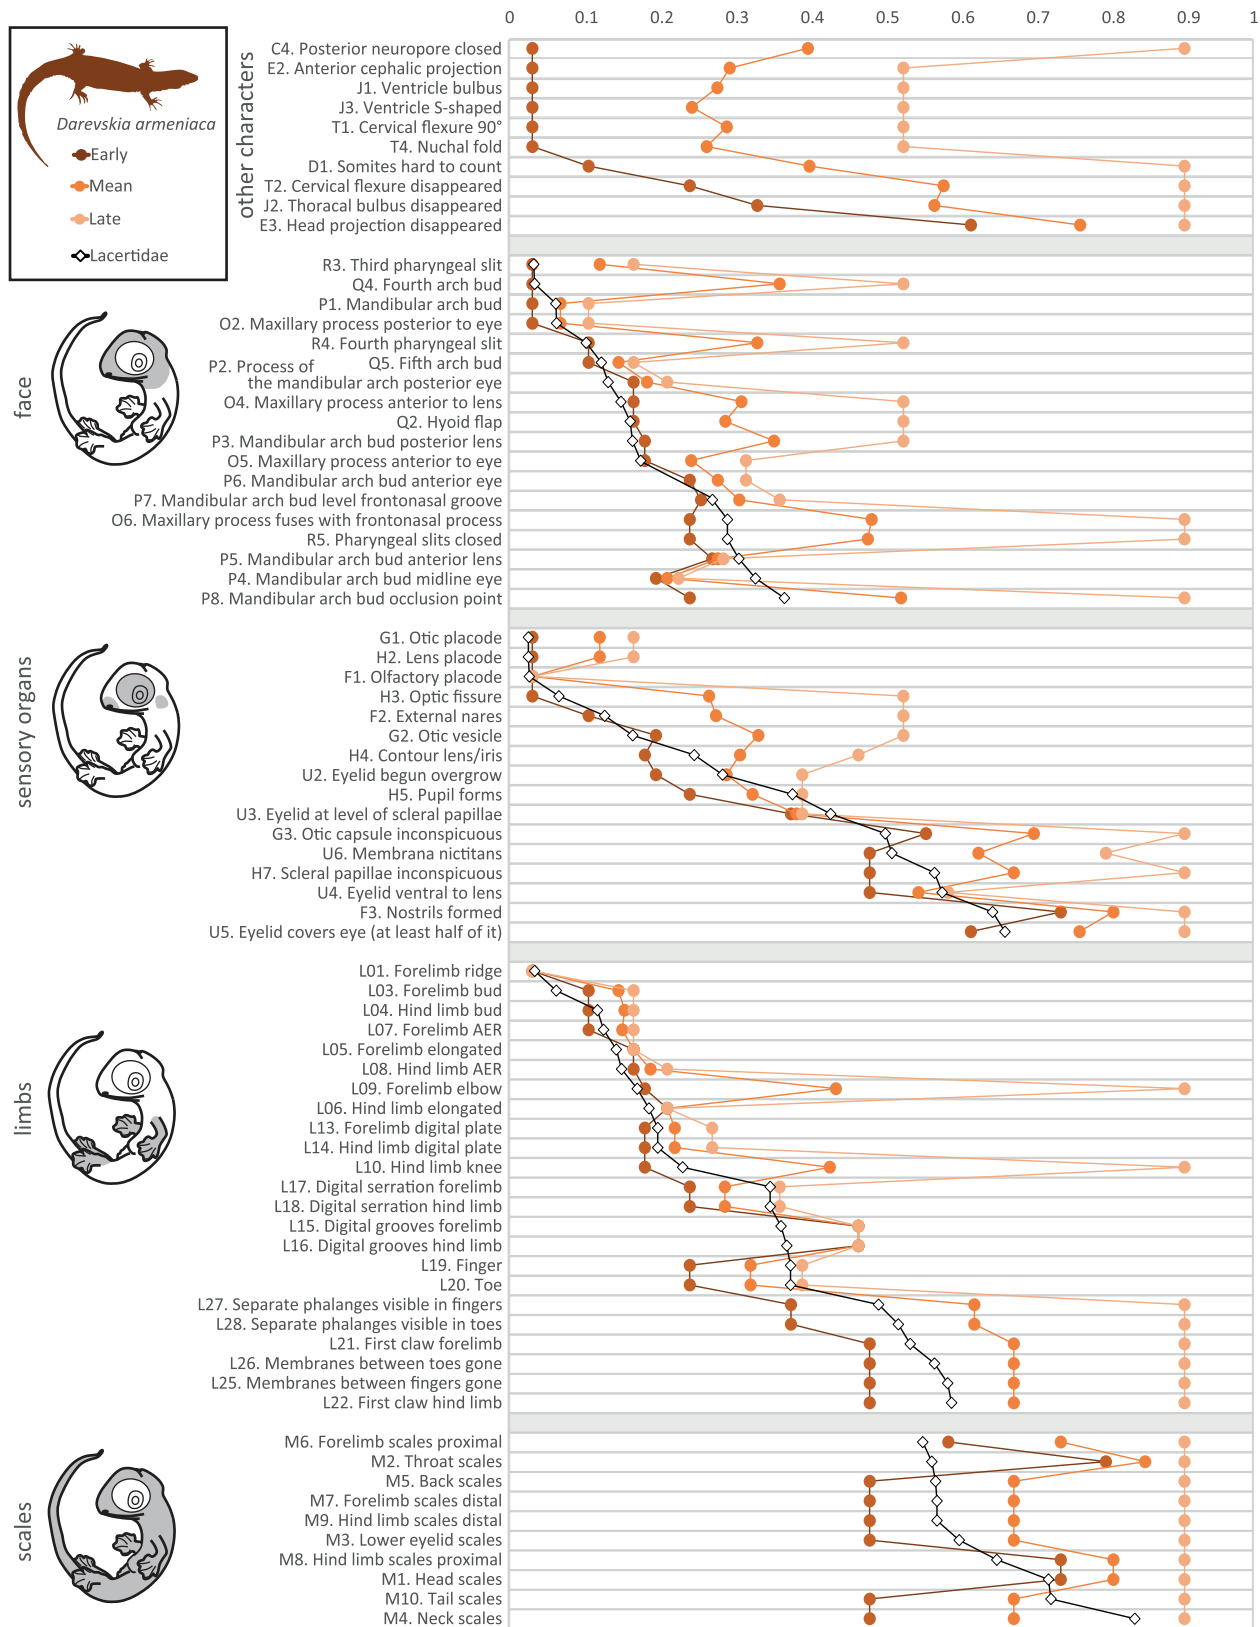 0 0.1 0.2 0.3 0.4 0.5 0.6 0.7 0.8 0.9 1
Darevskia armeniaca
Early
Mean
Late
Lacertidae
other characters
C4. Posterior neuropore closed
E2. Anterior cephalic projection
J1. Ventricle bulbus
J3. Ventricle S-shaped
T1. Cervical flexure 90°
T4. Nuchal fold
D1. Somites hard to count
T2. Cervical flexure disappeared
J2. Thoracal bulbus disappeared
E3. Head projection disappeared
face
R3. Third pharyngeal slit
Q4. Fourth arch bud
P1. Mandibular arch bud
O2. Maxillary process posterior to eye
R4. Fourth pharyngeal slit
Q5. Fifth arch bud
P2. Process of
the mandibular arch posterior eye
O4. Maxillary process anterior to lens
Q2. Hyoid flap
P3. Mandibular arch bud posterior lens
O5. Maxillary process anterior to eye
P6. Mandibular arch bud anterior eye
P7. Mandibular arch bud level frontonasal groove
O6. Maxillary process fuses with frontonasal process
R5. Pharyngeal slits closed
P5. Mandibular arch bud anterior lens
P4. Mandibular arch bud midline eye
P8. Mandibular arch bud occlusion point
sensory organs
G1. Otic placode
H2. Lens placode
F1. Olfactory placode
H3. Optic fissure
F2. External nares
G2. Otic vesicle
H4. Contour lens/iris
U2. Eyelid begun overgrow
H5. Pupil forms
U3. Eyelid at level of scleral papillae
G3. Otic capsule inconspicuous
U6. Membrana nictitans
H7. Scleral papillae inconspicuous
U4. Eyelid ventral to lens
F3. Nostrils formed
U5. Eyelid covers eye (at least half of it)
limbs
L01. Forelimb ridge
L03. Forelimb bud
L04. Hind limb bud
L07. Forelimb AER
L05. Forelimb elongated
L08. Hind limb AER
L09. Forelimb elbow
L06. Hind limb elongated
L13. Forelimb digital plate
L14. Hind limb digital plate
L10. Hind limb knee
L17. Digital serration forelimb
L18. Digital serration hind limb
L15. Digital grooves forelimb
L16. Digital grooves hind limb
L19. Finger
L20. Toe
L27. Separate phalanges visible in fingers
L28. Separate phalanges visible in toes
L21. First claw forelimb
L26. Membranes between toes gone
L25. Membranes between fingers gone
L22. First claw hind limb
scales
M6. Forelimb scales proximal
M2. Throat scales
M5. Back scales
M7. Forelimb scales distal
M9. Hind limb scales distal
M3. Lower eyelid scales
M8. Hind limb scales proximal
M1. Head scales
M10. Tail scales
M4. Neck scales